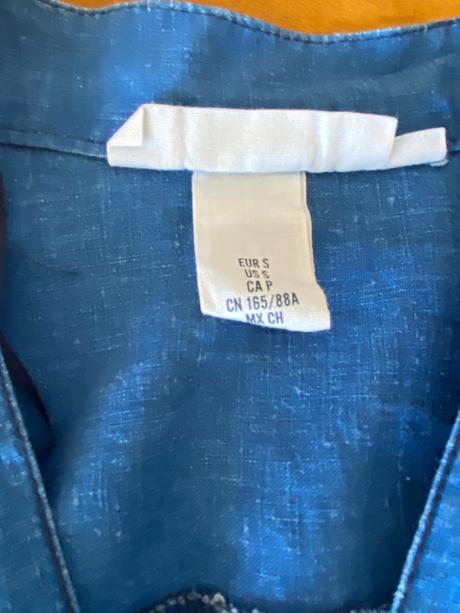 EUR S
US S
CA P
CN 165/88A
MX CH